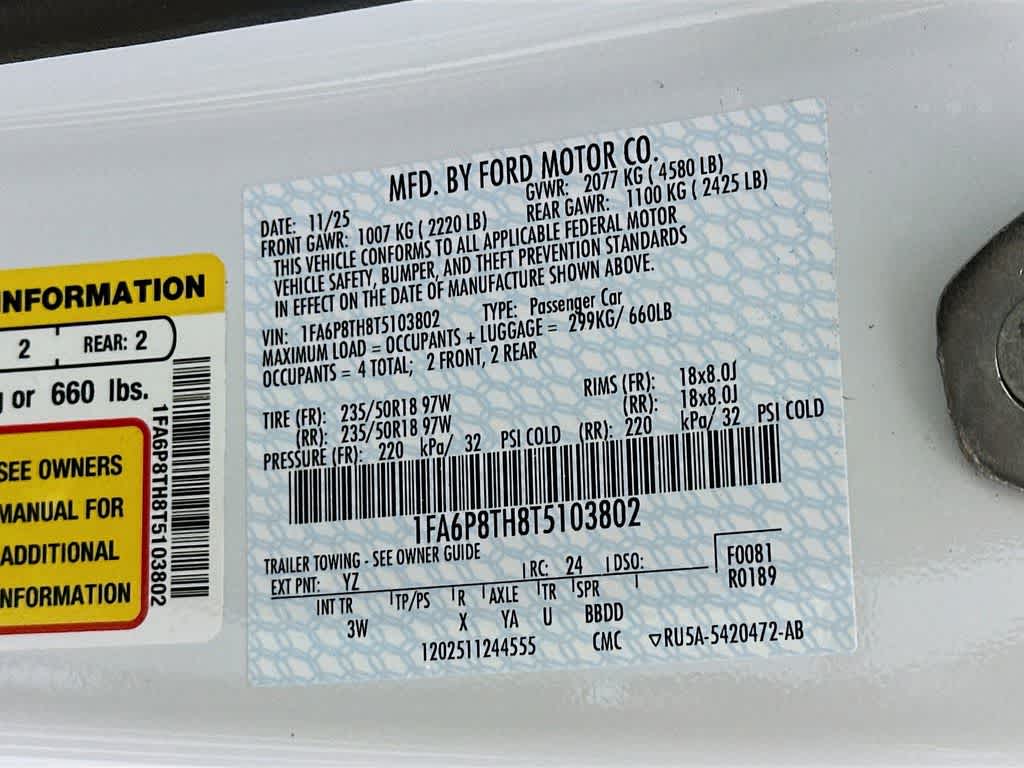 MFD. BY FORD MOTOR CO.
DATE: 11/25 GVWR: 2077 KG ( 4580 LB)
FRONT GAWR: 1007 KG ( 2220 LB) REAR GAWR: 1100 KG ( 2425 LB)
THIS VEHICLE CONFORMS TO ALL APPLICABLE FEDERAL MOTOR
VEHICLE SAFETY, BUMPER, AND THEFT PREVENTION STANDARDS
IN EFFECT ON THE DATE OF MANUFACTURE SHOWN ABOVE.
VIN: 1FA6P8TH8T5103802 TYPE: Passenger Car
MAXIMUM LOAD = OCCUPANTS + LUGGAGE = 299KG/ 660LB
OCCUPANTS = 4 TOTAL; 2 FRONT, 2 REAR
TIRE (FR): 235/50R18 97W RIMS (FR): 18x8.0J
(RR): 235/50R18 97W (RR): 18x8.0J
PRESSURE (FR): 220 kPa/ 32 PSI COLD (RR): 220 kPa/ 32 PSI COLD
1FA6P8TH8T5103802
TRAILER TOWING - SEE OWNER GUIDE
EXT PNT: YZ RC: 24 DSO: F0081
R0189
INT TR TP/PS R AXLE TR SPR
3W X YA U BBDD
1202511244555 CMC ▽RU5A-5420472-AB
INFORMATION
2 REAR: 2
or 660 lbs.
SEE OWNERS
MANUAL FOR
ADDITIONAL
INFORMATION
1FA6P8TH8T5103802